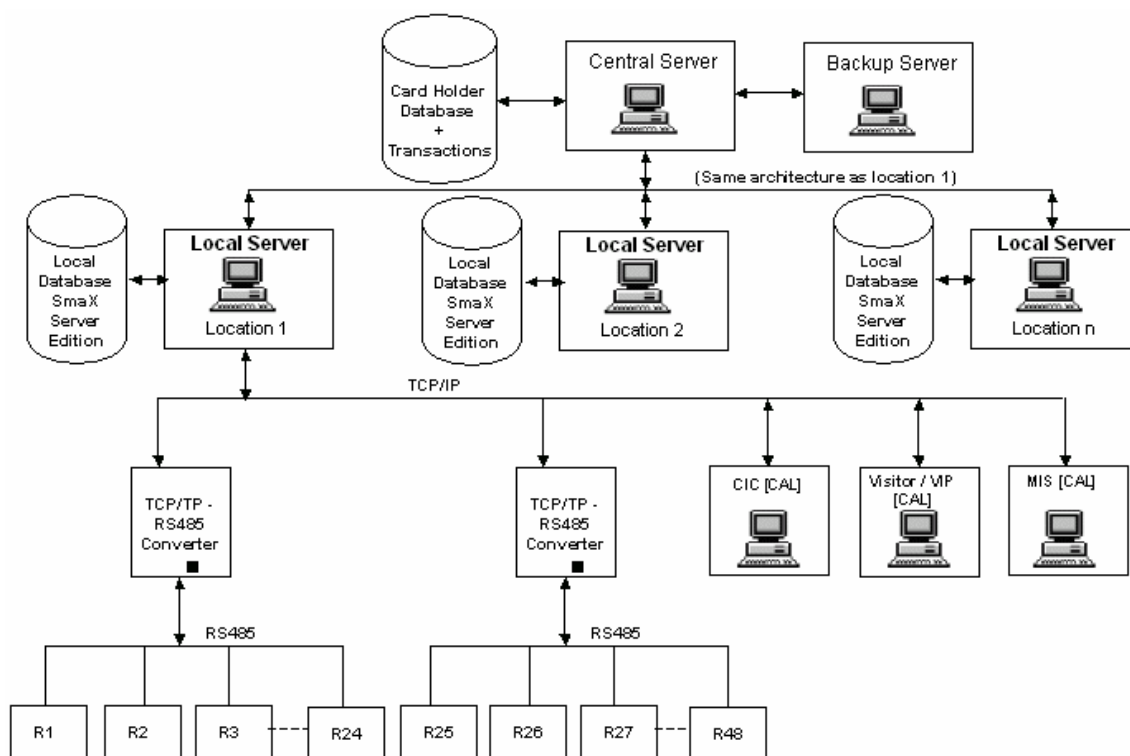 Central Server
Backup Server
Card Holder
Database
+
Transactions
(Same architecture as location 1)
Local
Database
SmaX
Server
Edition
Local Server
Location 1
Local
Database
SmaX
Server
Edition
Local Server
Location 2
Local
Database
SmaX
Server
Edition
Local Server
Location n
TCP/IP
TCP/TP -
RS485
Converter
TCP/TP -
RS485
Converter
CIC [CAL]
Visitor / VIP
[CAL]
MIS [CAL]
RS485
RS485
R1
R2
R3
R24
R25
R26
R27
R48